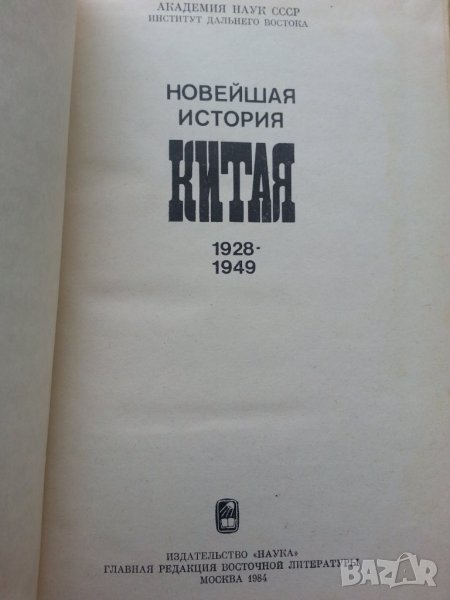 АКАДЕМИЯ НАУК СССР
ИНСТИТУТ ДАЛЬНЕГО ВОСТОКА
НОВЕЙШАЯ
ИСТОРИЯ
КИТАЯ
1928-
1949
ИЗДАТЕЛЬСТВО «НАУКА»
ГЛАВНАЯ РЕДАКЦИЯ ВОСТОЧНОЙ ЛИТЕРАТУРЫ
МОСКВА 1984
BAZAR